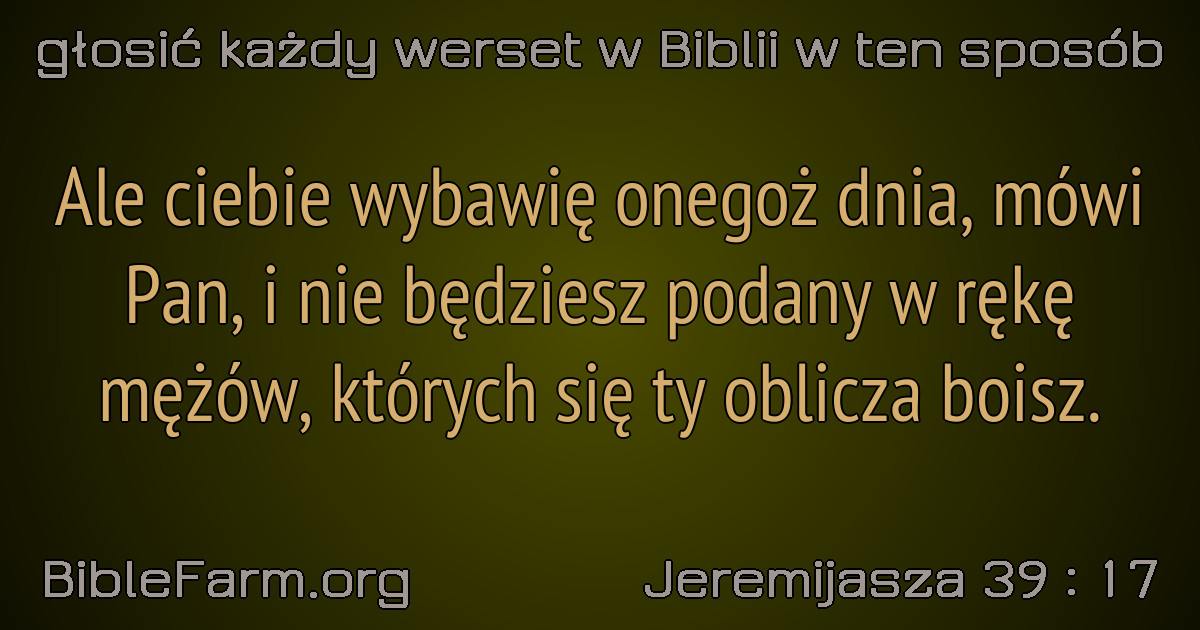 głosić każdy werset w Biblii w ten sposób
Ale ciebie wybawię onegoż dnia, mówi
Pan, i nie będziesz podany w rękę
mężów, których się ty oblicza boisz.
BibleFarm.org
Jeremijasza 39 : 17